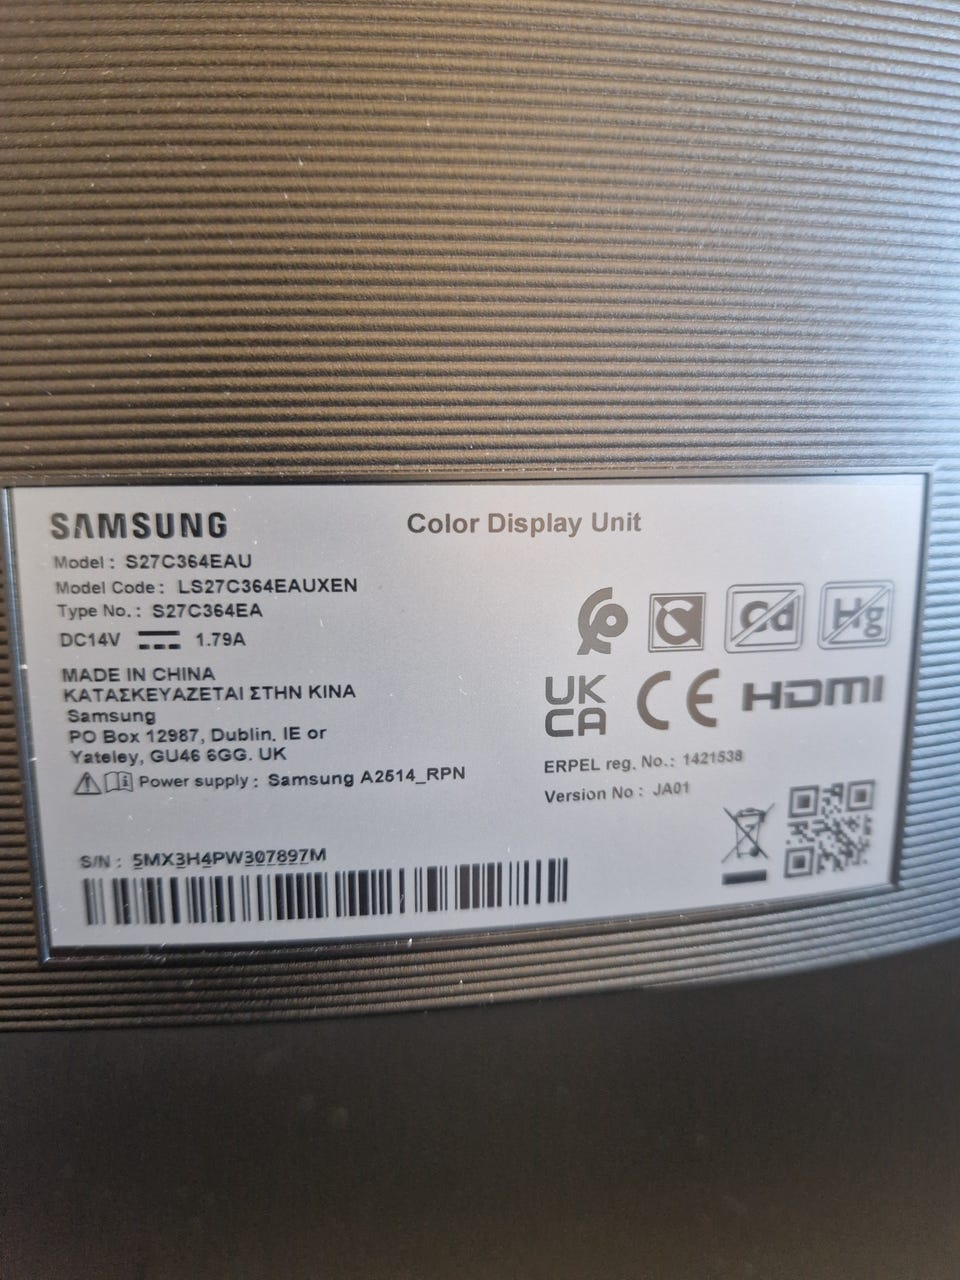 SAMSUNG
Color Display Unit
Model : S27C364EAU
Model Code : LS27C364EAUXEN
Type No. : S27C364EA
DC14V 1.79A
MADE IN CHINA
ΚΑΤΑΣΚΕΥΑΖΕΤΑΙ ΣΤΗΝ ΚΙΝΑ
Samsung
PO Box 12987, Dublin. IE or
Yateley, GU46 6GG. UK
Power supply : Samsung A2514_RPN
S/N : 5MX3H4PW307897M
Cd
Hg
UK
CA
CE
HDMI
ERPEL reg. No.: 1421538
Version No : JA01